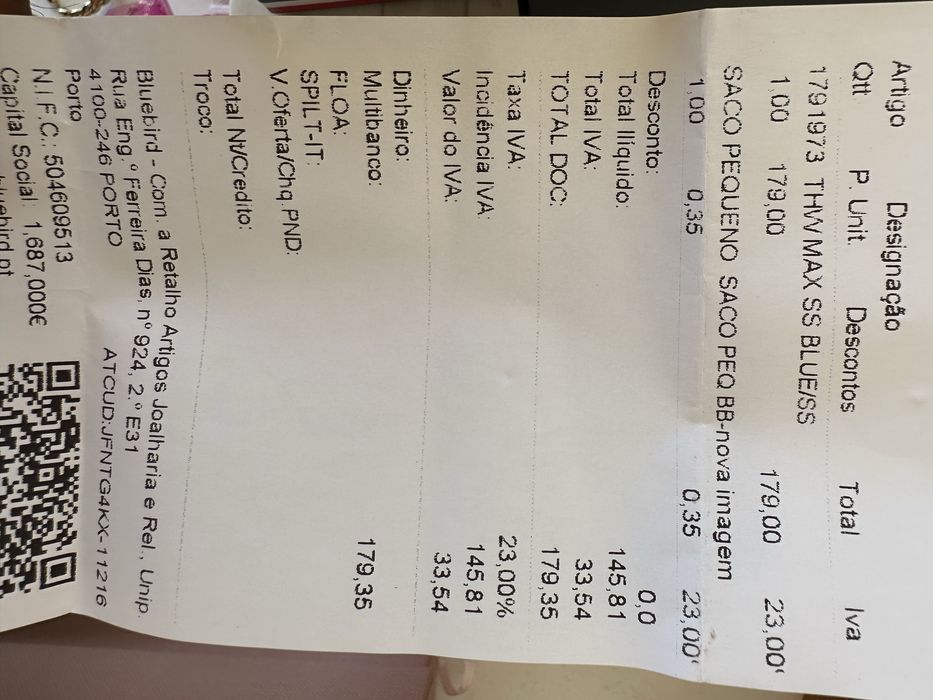 Artigo Designação
Qtt P. Unit. Descontos Total Iva
1791973 THW MAX SS BLUE/SS
1,00 179,00 179,00 23,00
SACO PEQUENO SACO PEQ BB-nova imagem
1,00 0,35 0,35 23,00
Desconto: 0,0
Total Ilíquido: 145,81
Total IVA: 33,54
TOTAL DOC: 179,35
Taxa IVA: 23,00%
Incidência IVA: 145,81
Valor do IVA: 33,54
Dinheiro:
Multibanco: 179,35
FLOA:
SPILT-IT:
V.Oferta/Chq.PND:
Total Nt/Credito:
Troco:
Bluebird - Com. a Retalho Artigos Joalharia e Rel., Unip.
Rua Eng.º Ferreira Dias, nº 924, 2.º E31
4100-246 PORTO ATCUD:JFNTG4KX-11216
Porto
N.I.F.C.: 504609513
Capital Social: 1,687,000€
bluebird.pt